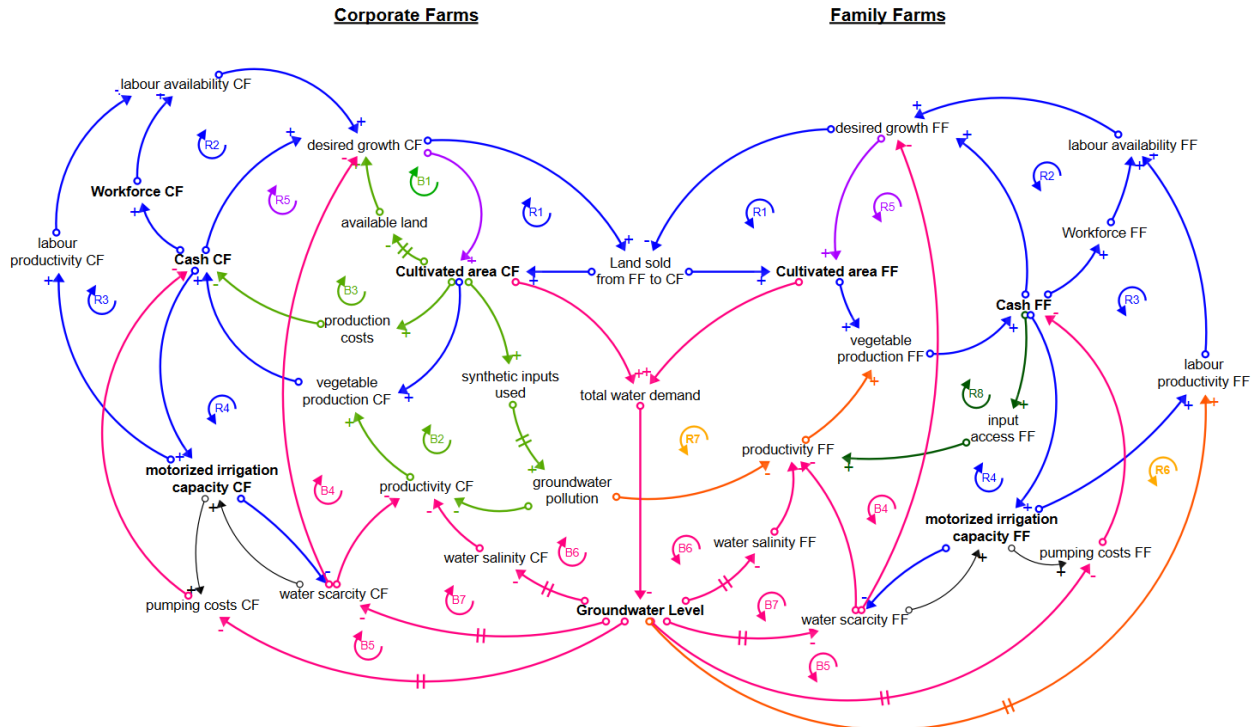 Corporate Farms
Family Farms
labour availability CF
R2
desired growth CF
desired growth FF
labour availability FF
R2
B1
Workforce CF
R5
available land
R1
R1
R5
Workforce FF
labour
productivity CF
Cash CF
Cultivated area CF
Land sold
from FF to CF
Cultivated area FF
R3
B3
Cash FF
R3
production
costs
vegetable
production FF
labour
productivity FF
vegetable
production CF
synthetic inputs
used
total water demand
R8
R4
input
access FF
B2
R7
productivity FF
motorized irrigation
capacity CF
B4
productivity CF
groundwater
pollution
R4
R6
B4
motorized irrigation
capacity FF
water salinity CF
B6
B6
water salinity FF
pumping costs FF
pumping costs CF
water scarcity CF
B7
Groundwater Level
B7
water scarcity FF
B5
B5